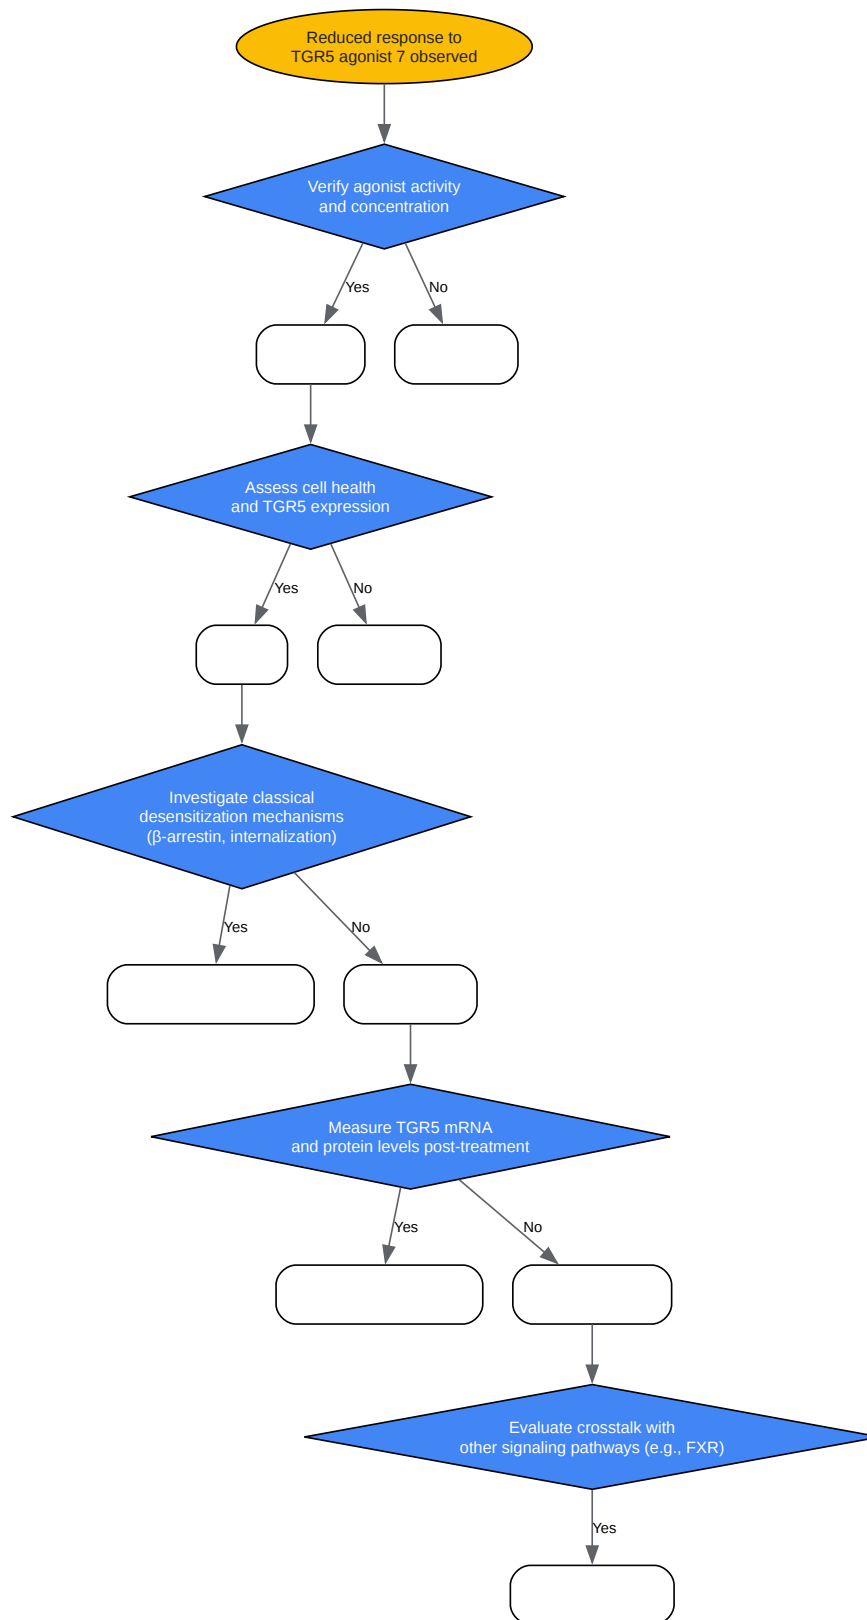 Reduced response to
TGR5 agonist 7 observed
Verify agonist activity
and concentration
Yes
No
Assess cell health
and TGR5 expression
Yes
No
Investigate classical
desensitization mechanisms
(β-arrestin, internalization)
Yes
No
Measure TGR5 mRNA
and protein levels post-treatment
Yes
No
Evaluate crosstalk with
other signaling pathways (e.g., FXR)
Yes